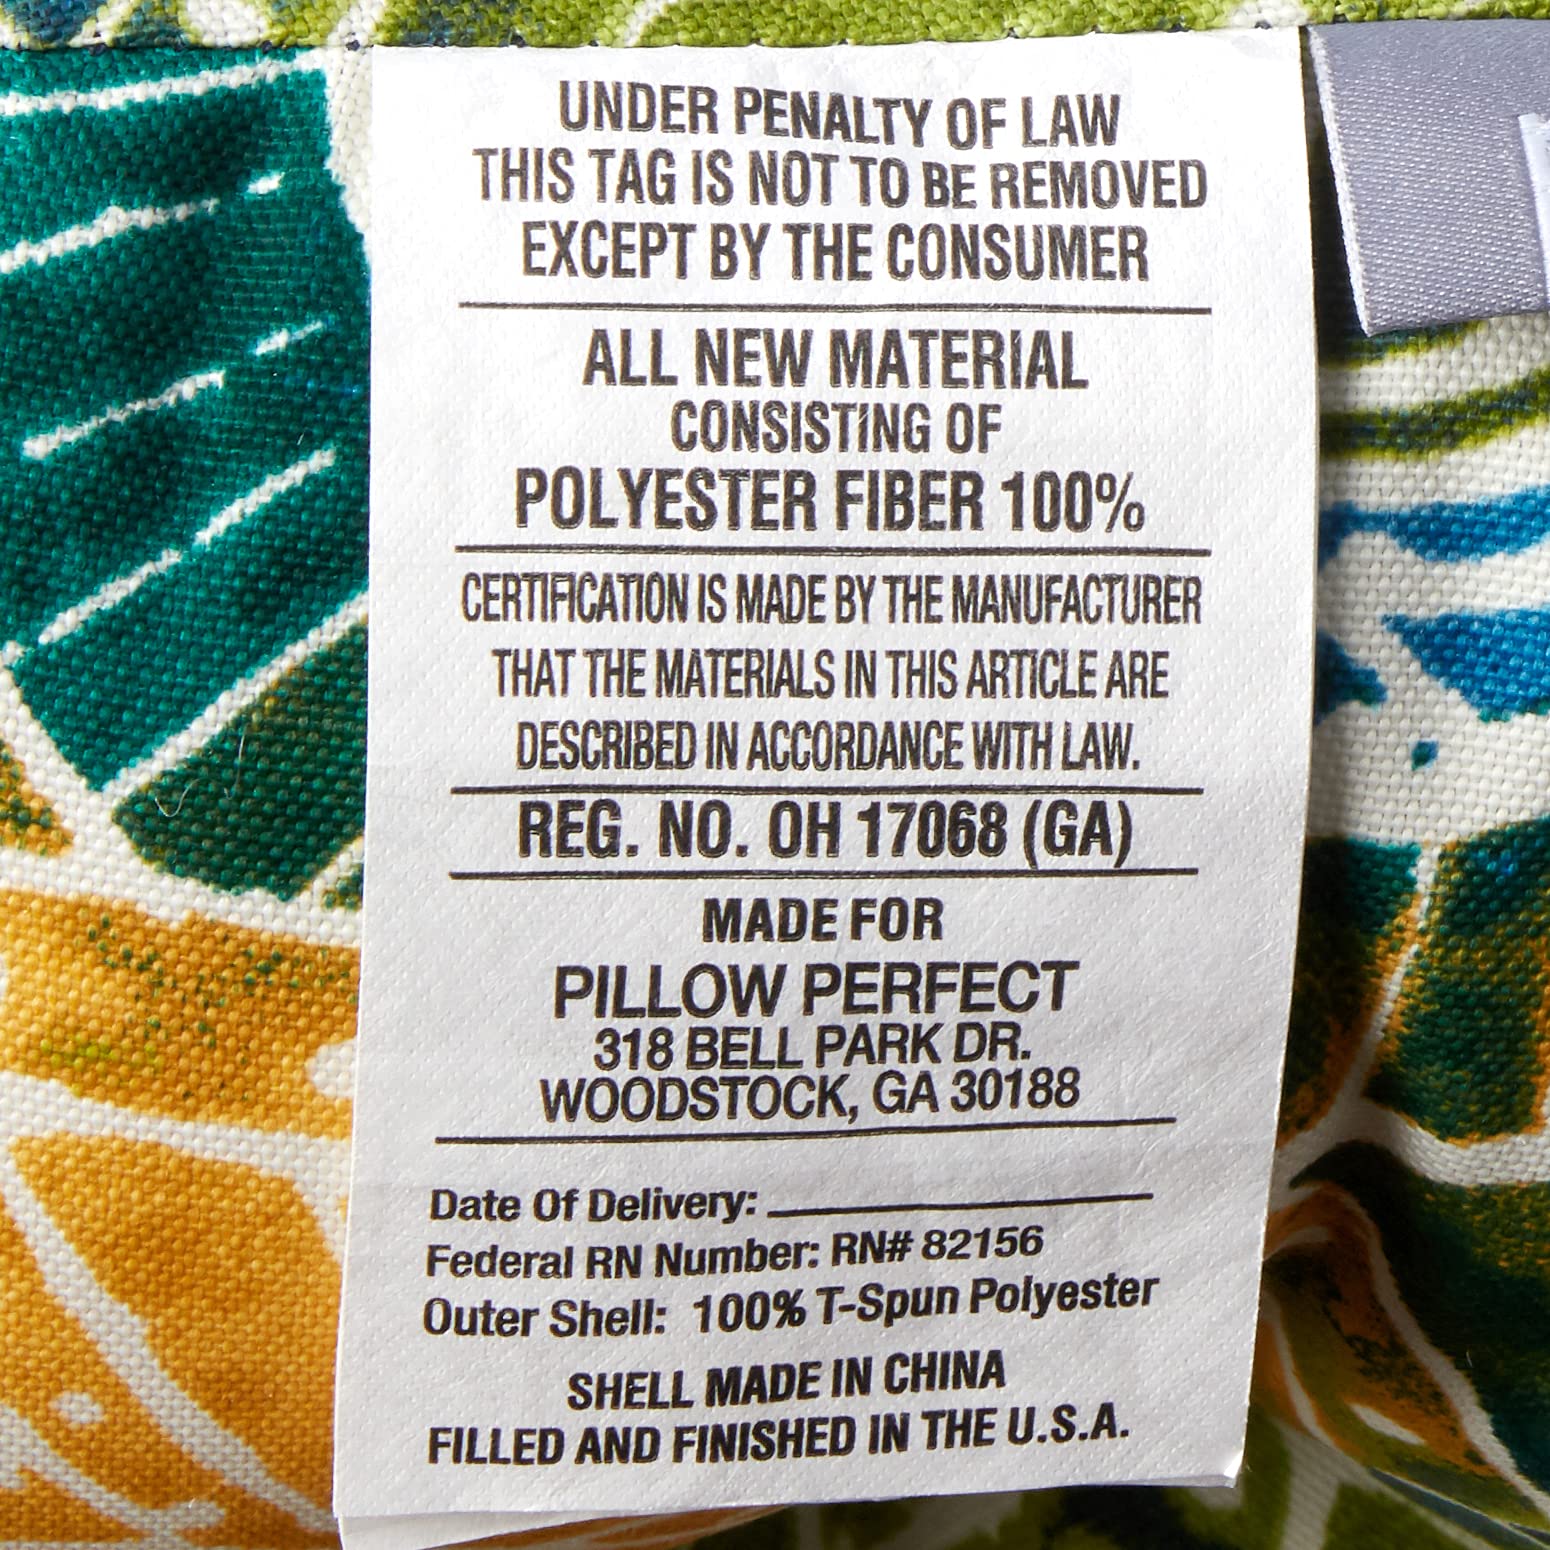 UNDER PENALTY OF LAW
THIS TAG IS NOT TO BE REMOVED
EXCEPT BY THE CONSUMER
ALL NEW MATERIAL
CONSISTING OF
POLYESTER FIBER 100%
CERTIFICATION IS MADE BY THE MANUFACTURER
THAT THE MATERIALS IN THIS ARTICLE ARE
DESCRIBED IN ACCORDANCE WITH LAW.
REG. NO. OH 17068 (GA)
MADE FOR
PILLOW PERFECT
318 BELL PARK DR.
WOODSTOCK, GA 30188
Date Of Delivery:
Federal RN Number: RN# 82156
Outer Shell: 100% T-Spun Polyester
SHELL MADE IN CHINA
FILLED AND FINISHED IN THE U.S.A.